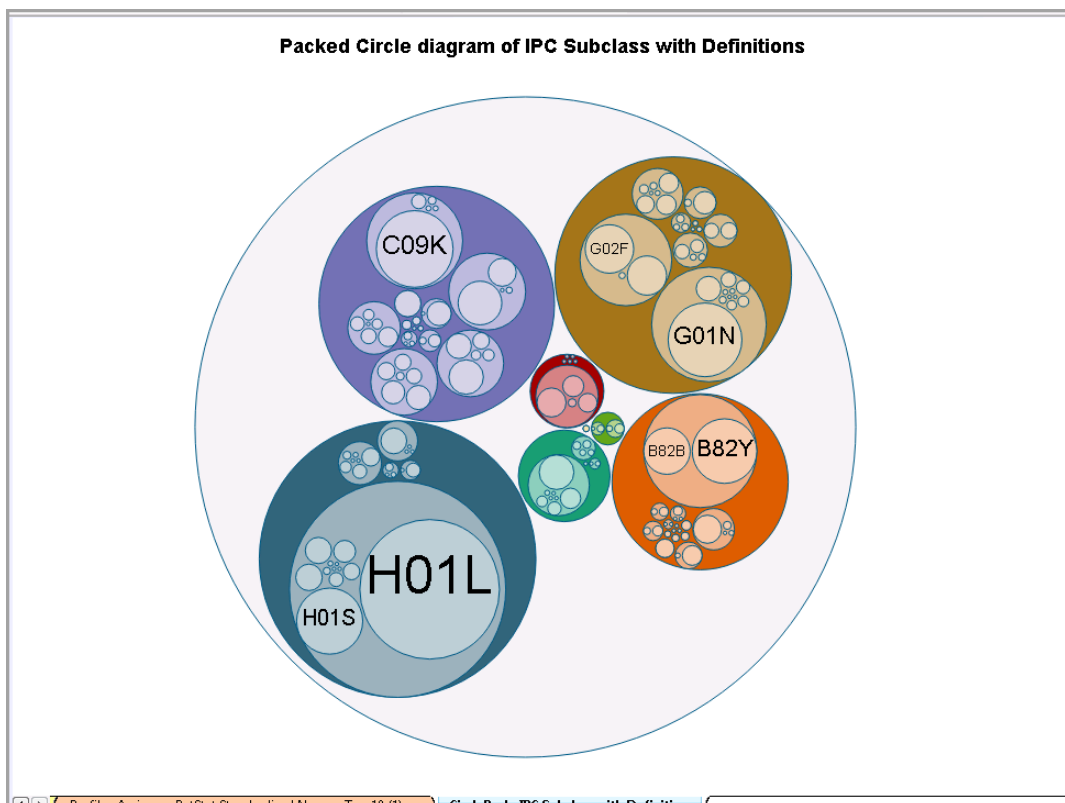 Packed Circle diagram of IPC Subclass with Definitions
C09K
G02F
G01N
B82B
B82Y
H01L
H01S